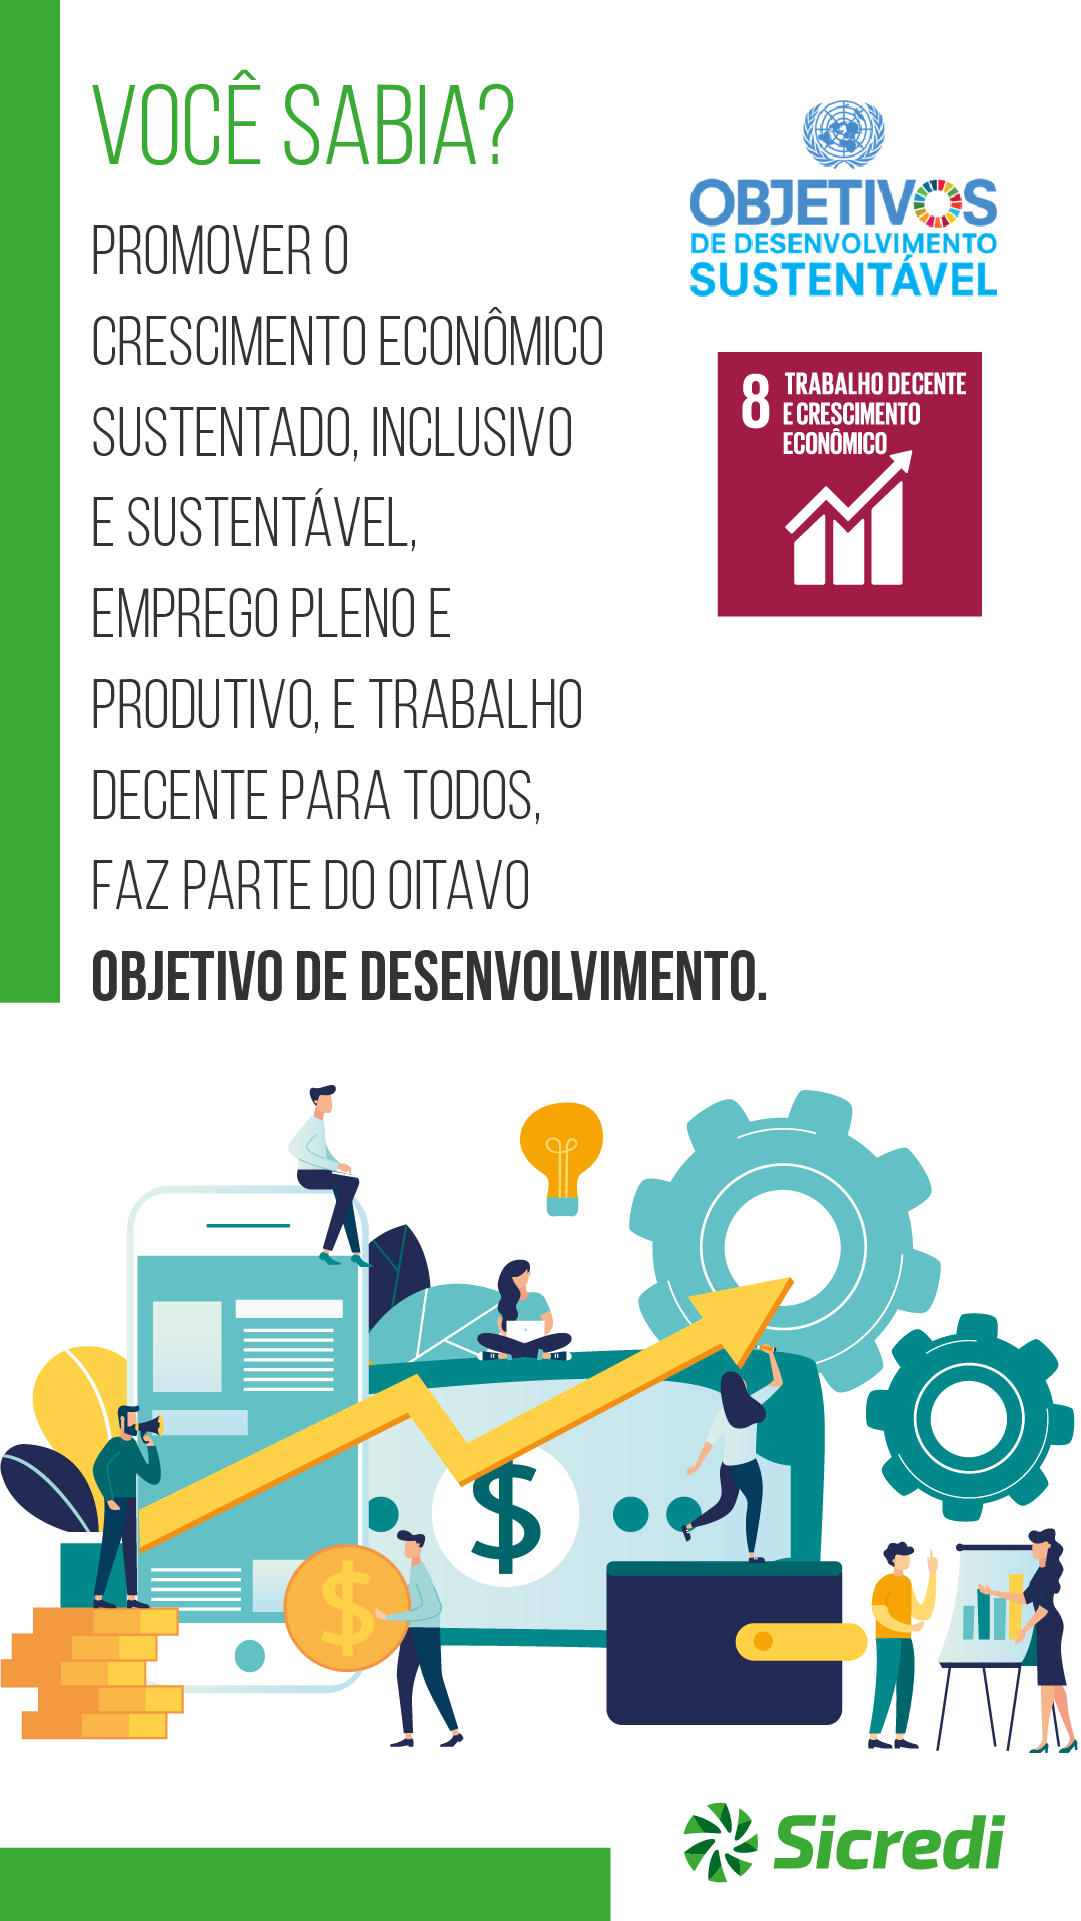 VOCÊ SABIA?
PROMOVER O
CRESCIMENTO ECONÔMICO
SUSTENTADO, INCLUSIVO
E SUSTENTÁVEL,
EMPREGO PLENO E
PRODUTIVO, E TRABALHO
DECENTE PARA TODOS,
FAZ PARTE DO OITAVO
OBJETIVO DE DESENVOLVIMENTO.
OBJETIVOS
DE DESENVOLVIMENTO
SUSTENTÁVEL
8 TRABALHO DECENTE
E CRESCIMENTO
ECONÔMICO
$
$
Sicredi